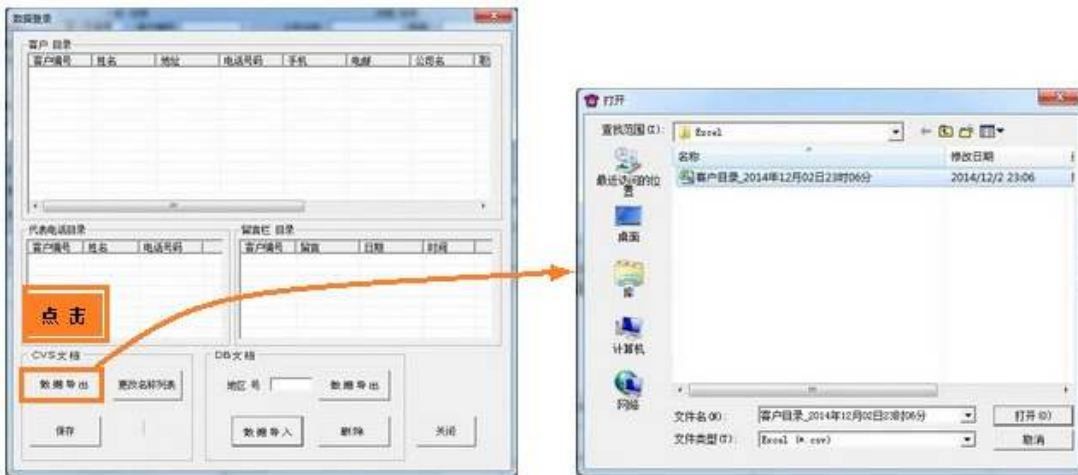 数据登录
客户 目录
客户编号 姓名 地址 电话号码 手机 电邮 公司名
代表电话目录
客户编号 姓名 电话号码
留言栏 目录
客户编号 留言 日期 时间
点 击
CVS文档
数据导出 更改名称列表
保存
DB文档
地区 号 数据导出
数据导入 删除 关闭
打开
查找范围(I): Excel
最近访问的位置
桌面
库
计算机
网络
名称 修改日期
客户目录_2014年12月02日23时06分 2014/12/2 23:06
文件名(N): 客户目录_2014年12月02日23时06分 打开(O)
文件类型(T): Excel (*.csv) 取消